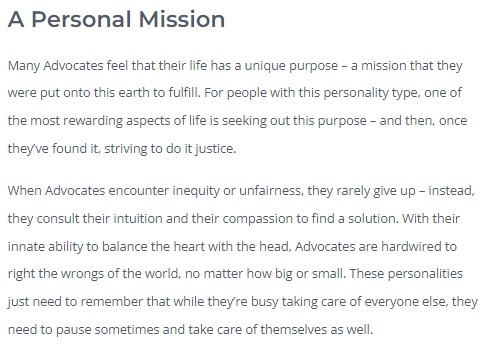 A Personal Mission
Many Advocates feel that their life has a unique purpose – a mission that they
were put onto this earth to fulfill. For people with this personality type, one of
the most rewarding aspects of life is seeking out this purpose – and then, once
they've found it, striving to do it justice.
When Advocates encounter inequity or unfairness, they rarely give up – instead,
they consult their intuition and their compassion to find a solution. With their
innate ability to balance the heart with the head, Advocates are hardwired to
right the wrongs of the world, no matter how big or small. These personalities
just need to remember that while they're busy taking care of everyone else, they
need to pause sometimes and take care of themselves as well.